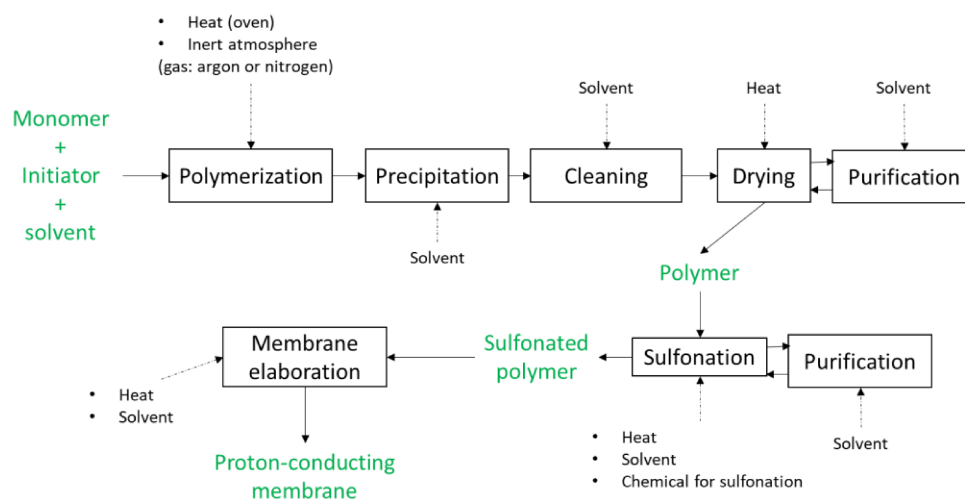 • Heat (oven)
• Inert atmosphere
(gas: argon or nitrogen)
Solvent
Heat
Solvent
Monomer
+
Initiator
+
solvent
Polymerization
Precipitation
Cleaning
Drying
Purification
Solvent
Polymer
Membrane
elaboration
Sulfonated
polymer
Sulfonation
Purification
• Heat
• Solvent
• Heat
• Solvent
• Chemical for sulfonation
Solvent
Proton-conducting
membrane